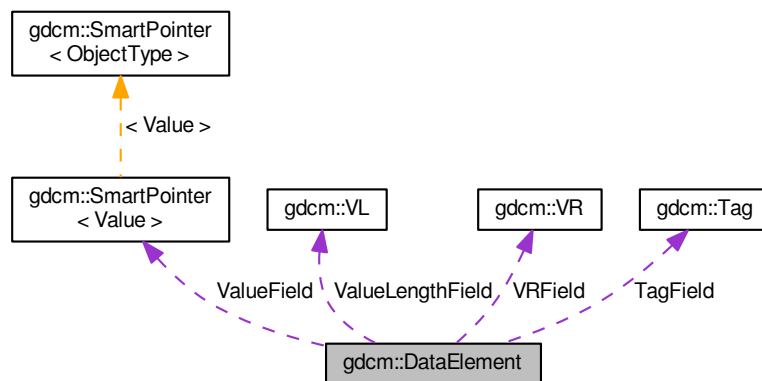 gdcm::SmartPointer
< ObjectType >
< Value >
gdcm::SmartPointer
< Value >
gdcm::VL
gdcm::VR
gdcm::Tag
ValueField
ValueLengthField
VRField
TagField
gdcm::DataElement